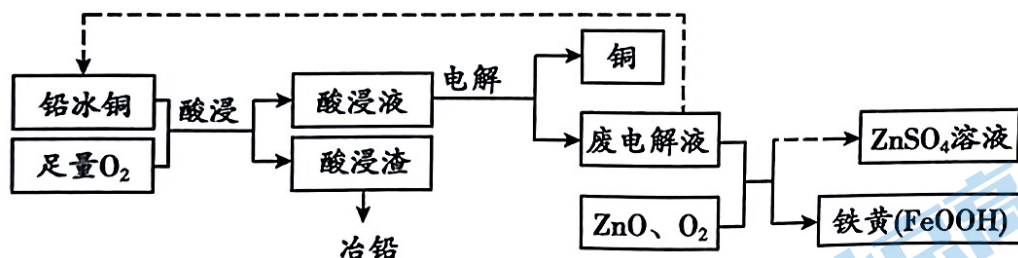 铅冰铜
足量O₂
酸浸
酸浸液
酸浸渣
冶铅
电解
铜
废电解液
ZnO、O₂
ZnSO₄溶液
铁黄(FeOOH)